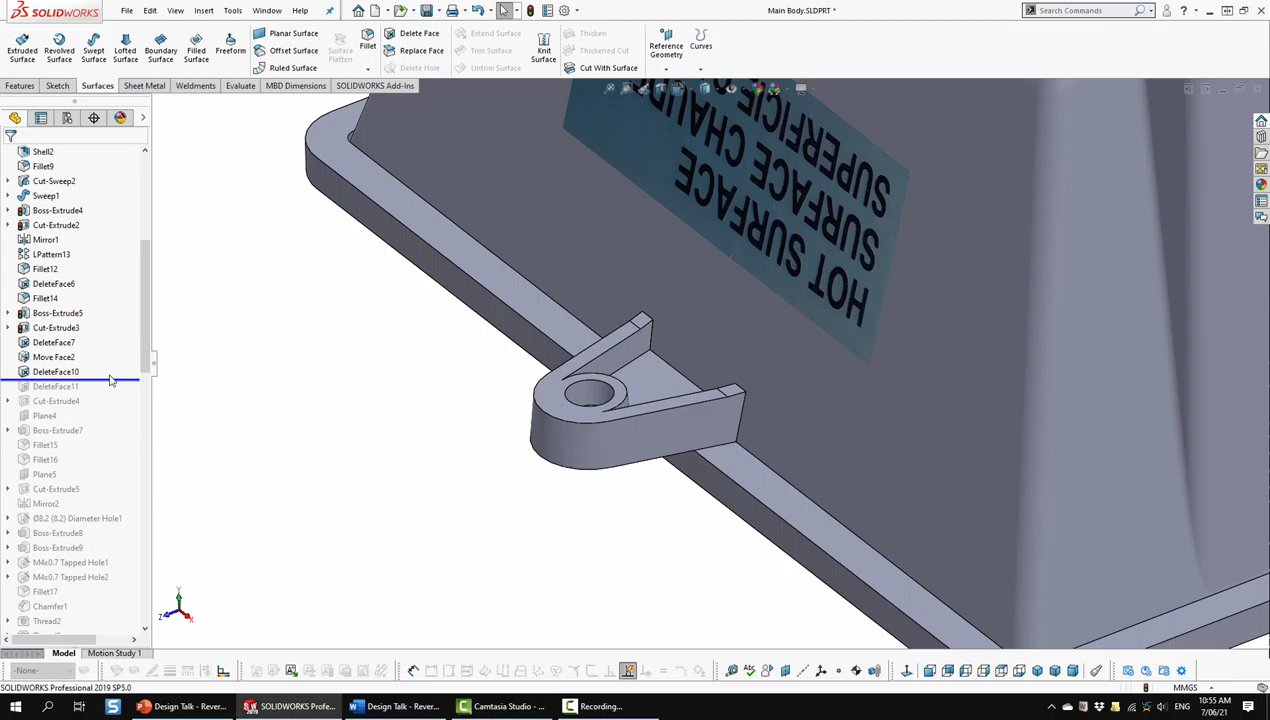 SOLIDWORKS
File
Edit
View
Insert
Tools
Window
Help
Main Body.SLDPRT *
Search Commands
Extruded Surface
Revolved Surface
Swept Surface
Lofted Surface
Boundary Surface
Filled Surface
Freeform
Planar Surface
Offset Surface
Ruled Surface
Surface Flatten
Fillet
Delete Face
Replace Face
Delete Hole
Extend Surface
Trim Surface
Untrim Surface
Knit Surface
Thicken
Thickened Cut
Cut With Surface
Reference Geometry
Curves
Features
Sketch
Surfaces
Sheet Metal
Weldments
Evaluate
MBD Dimensions
SOLIDWORKS Add-Ins
Shell2
Fillet9
Cut-Sweep2
Sweep1
Boss-Extrude4
Cut-Extrude2
Mirror1
LPattern13
Fillet12
DeleteFace6
Fillet14
Boss-Extrude5
Cut-Extrude3
DeleteFace7
Move Face2
DeleteFace10
DeleteFace11
Cut-Extrude4
Plane4
Boss-Extrude7
Fillet15
Fillet16
Plane5
Cut-Extrude5
Mirror2
Ø8.2 (8.2) Diameter Hole1
Boss-Extrude8
Boss-Extrude9
M4x0.7 Tapped Hole1
M4x0.7 Tapped Hole2
Fillet17
Chamfer1
Thread2
HOT SURFACE
SURFACE CHAUDE
SUPERFICIE
Y
Z
X
Model
Motion Study 1
-None-
SOLIDWORKS Professional 2019 SP5.0
MMGS
Design Talk - Rever...
SOLIDWORKS Profe...
Design Talk - Rever...
Camtasia Studio - ...
Recording...
ENG
10:55 AM
7/06/21